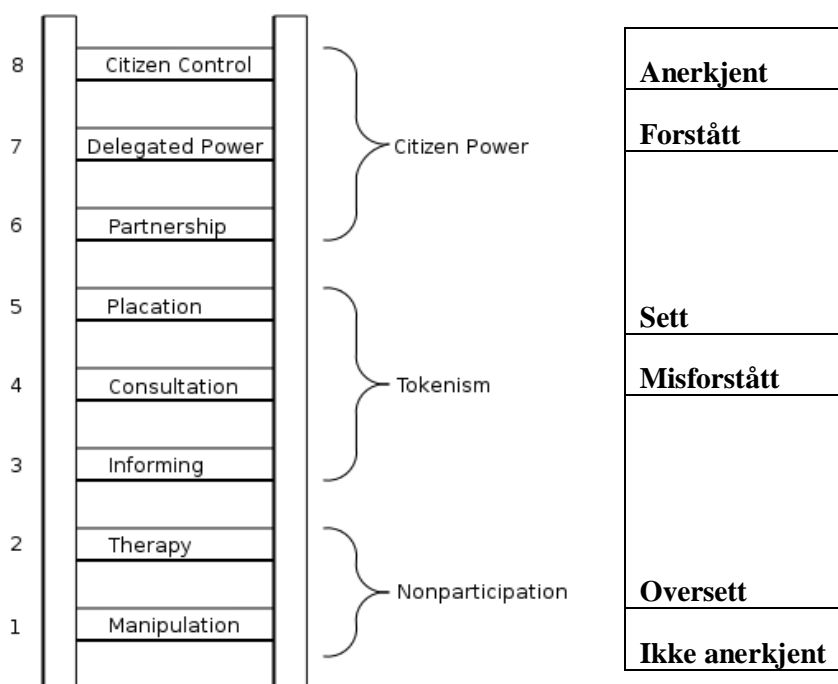 8 Citizen Control
7 Delegated Power
Citizen Power
6 Partnership
5 Placation
4 Consultation
Tokenism
3 Informing
2 Therapy
Nonparticipation
1 Manipulation
Anerkjent
Forstått
Sett
Misforstått
Oversett
Ikke anerkjent